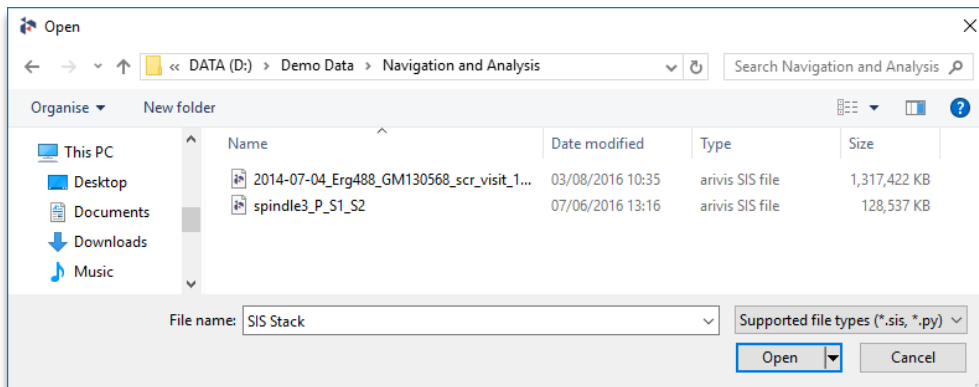 Open
« DATA (D:) > Demo Data > Navigation and Analysis
Search Navigation and Analysis
Organise New folder
Name Date modified Type Size
This PC
Desktop
Documents
Downloads
Music
2014-07-04_Erg488_GM130568_scr_visit_1... 03/08/2016 10:35 arivis SIS file 1,317,422 KB
spindle3_P_S1_S2 07/06/2016 13:16 arivis SIS file 128,537 KB
File name: SIS Stack
Supported file types (*.sis, *.py)
Open Cancel